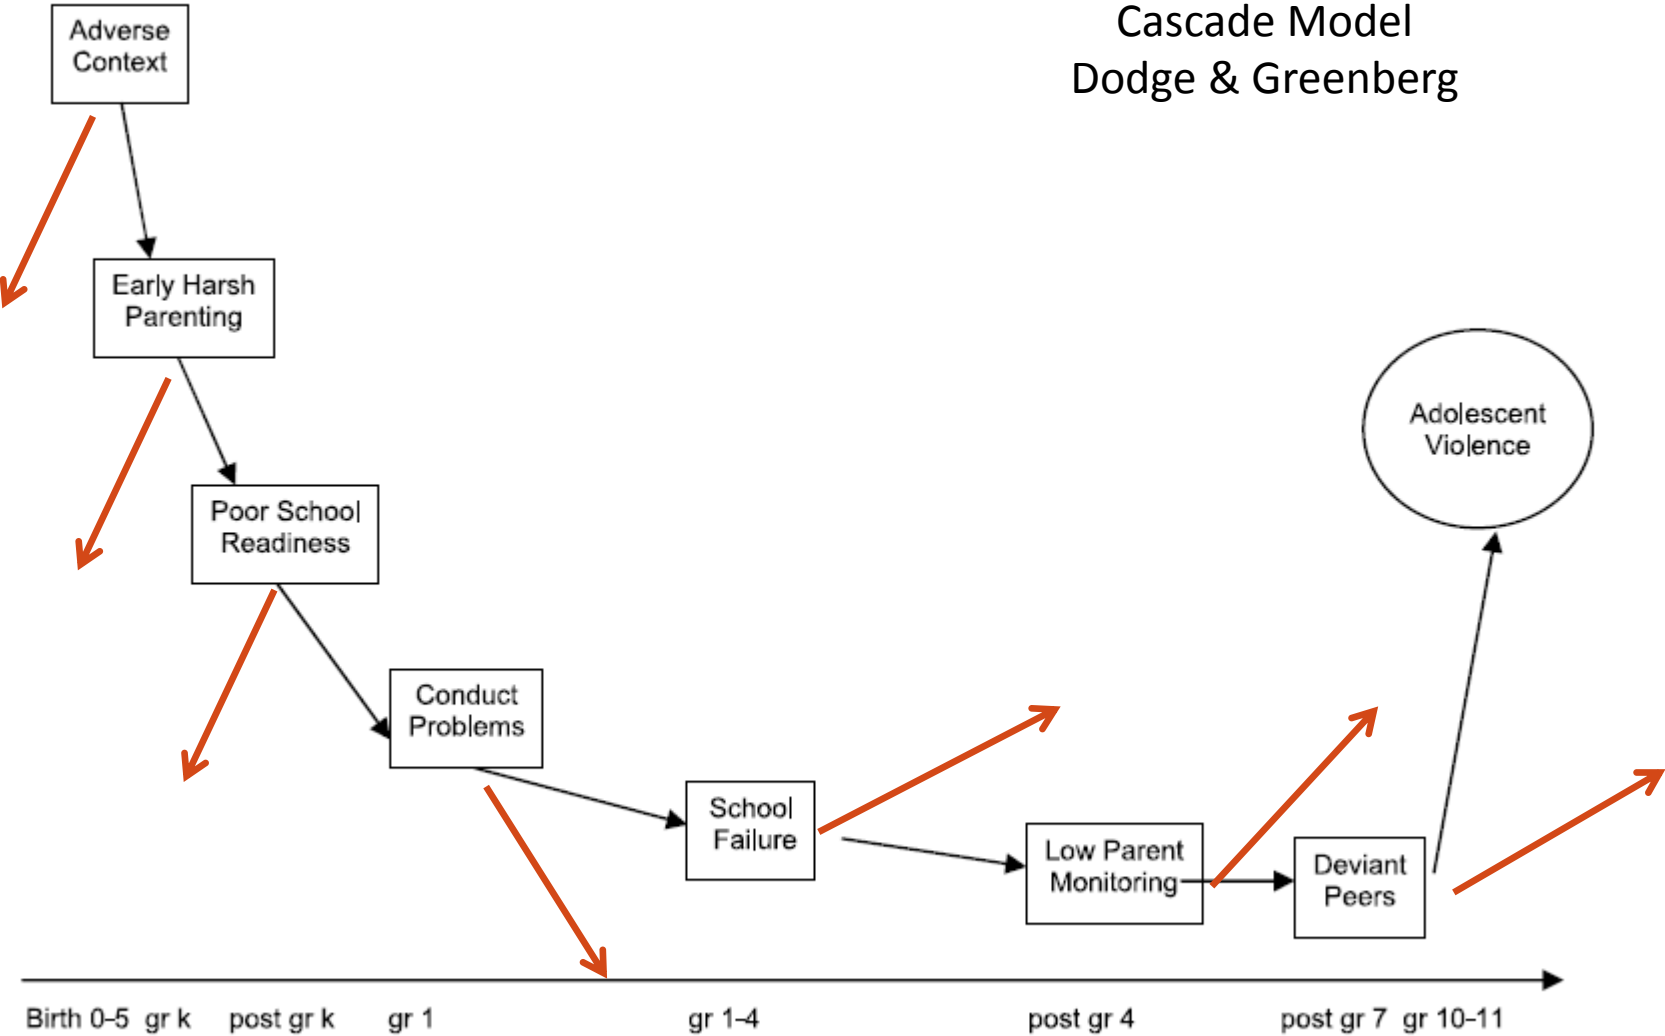 Cascade Model
Dodge & Greenberg
Adverse
Context
Early Harsh
Parenting
Poor School
Readiness
Conduct
Problems
School
Failure
Low Parent
Monitoring
Deviant
Peers
Adolescent
Violence
Birth 0–5 gr k post gr k gr 1 gr 1-4 post gr 4 post gr 7 gr 10–11